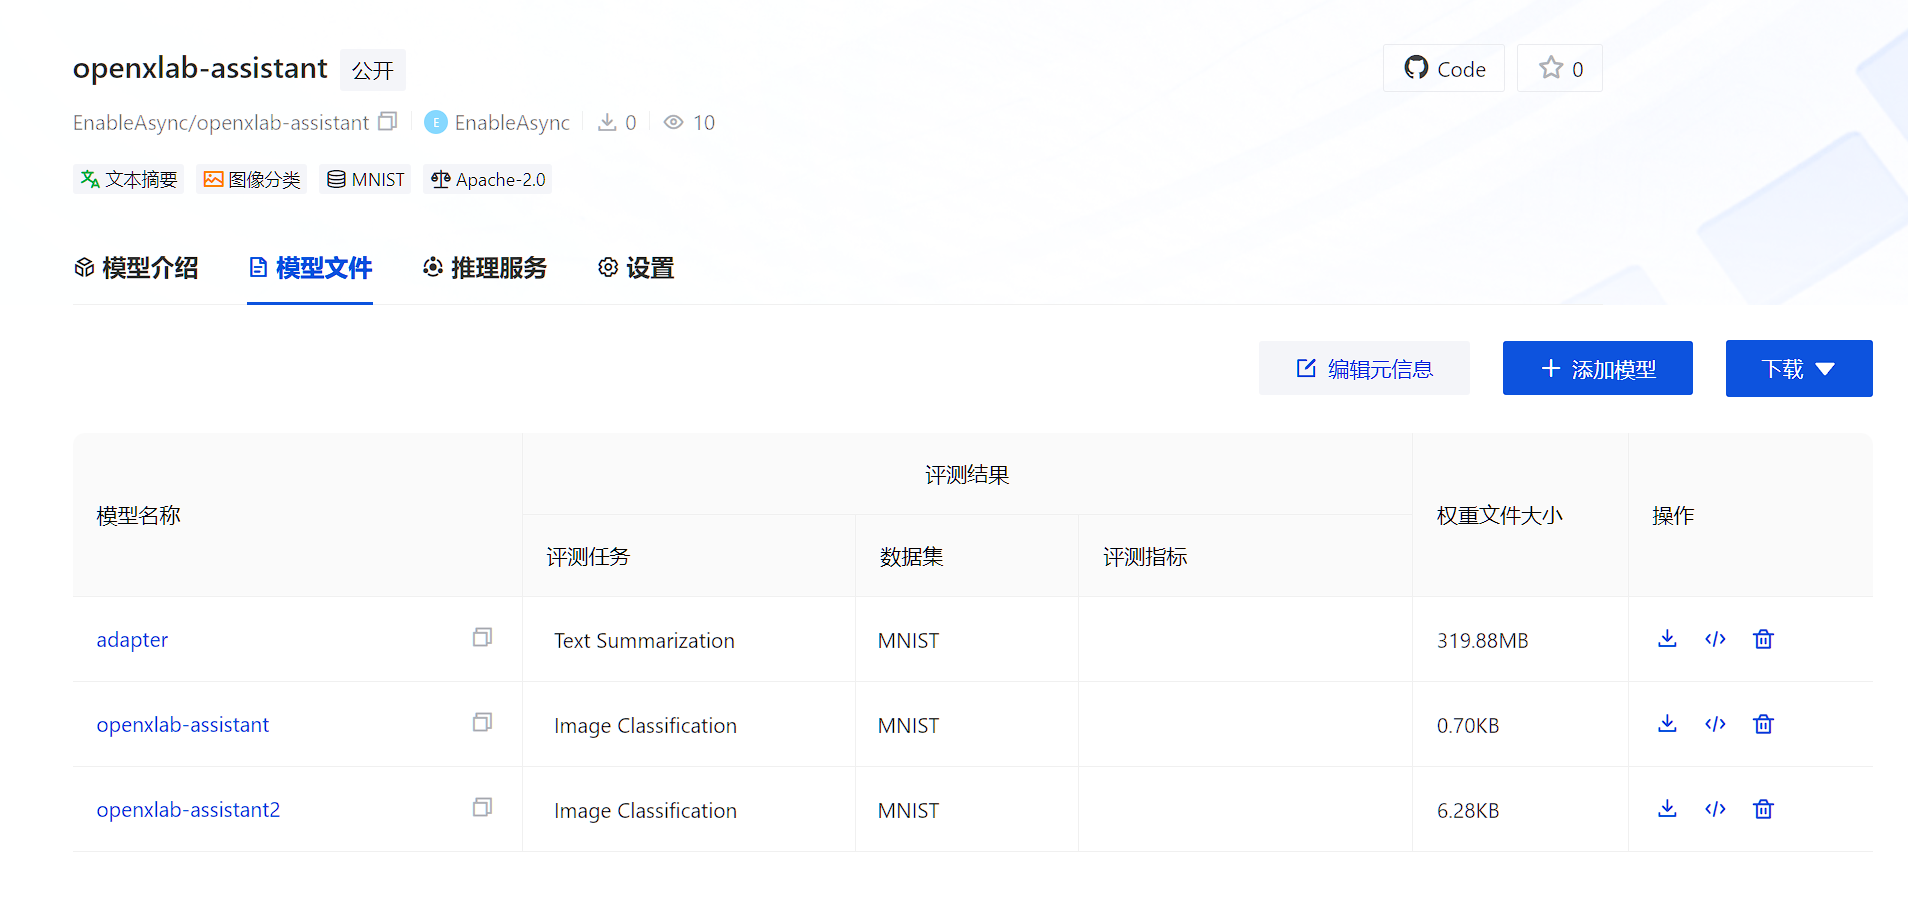 openxlab-assistant 公开
Code 0
EnableAsync/openxlab-assistant E EnableAsync 0 10
文本摘要 图像分类 MNIST Apache-2.0
模型介绍 模型文件 推理服务 设置
编辑元信息 添加模型 下载
模型名称 评测结果 权重文件大小 操作
评测任务 数据集 评测指标
adapter Text Summarization MNIST 319.88MB
openxlab-assistant Image Classification MNIST 0.70KB
openxlab-assistant2 Image Classification MNIST 6.28KB